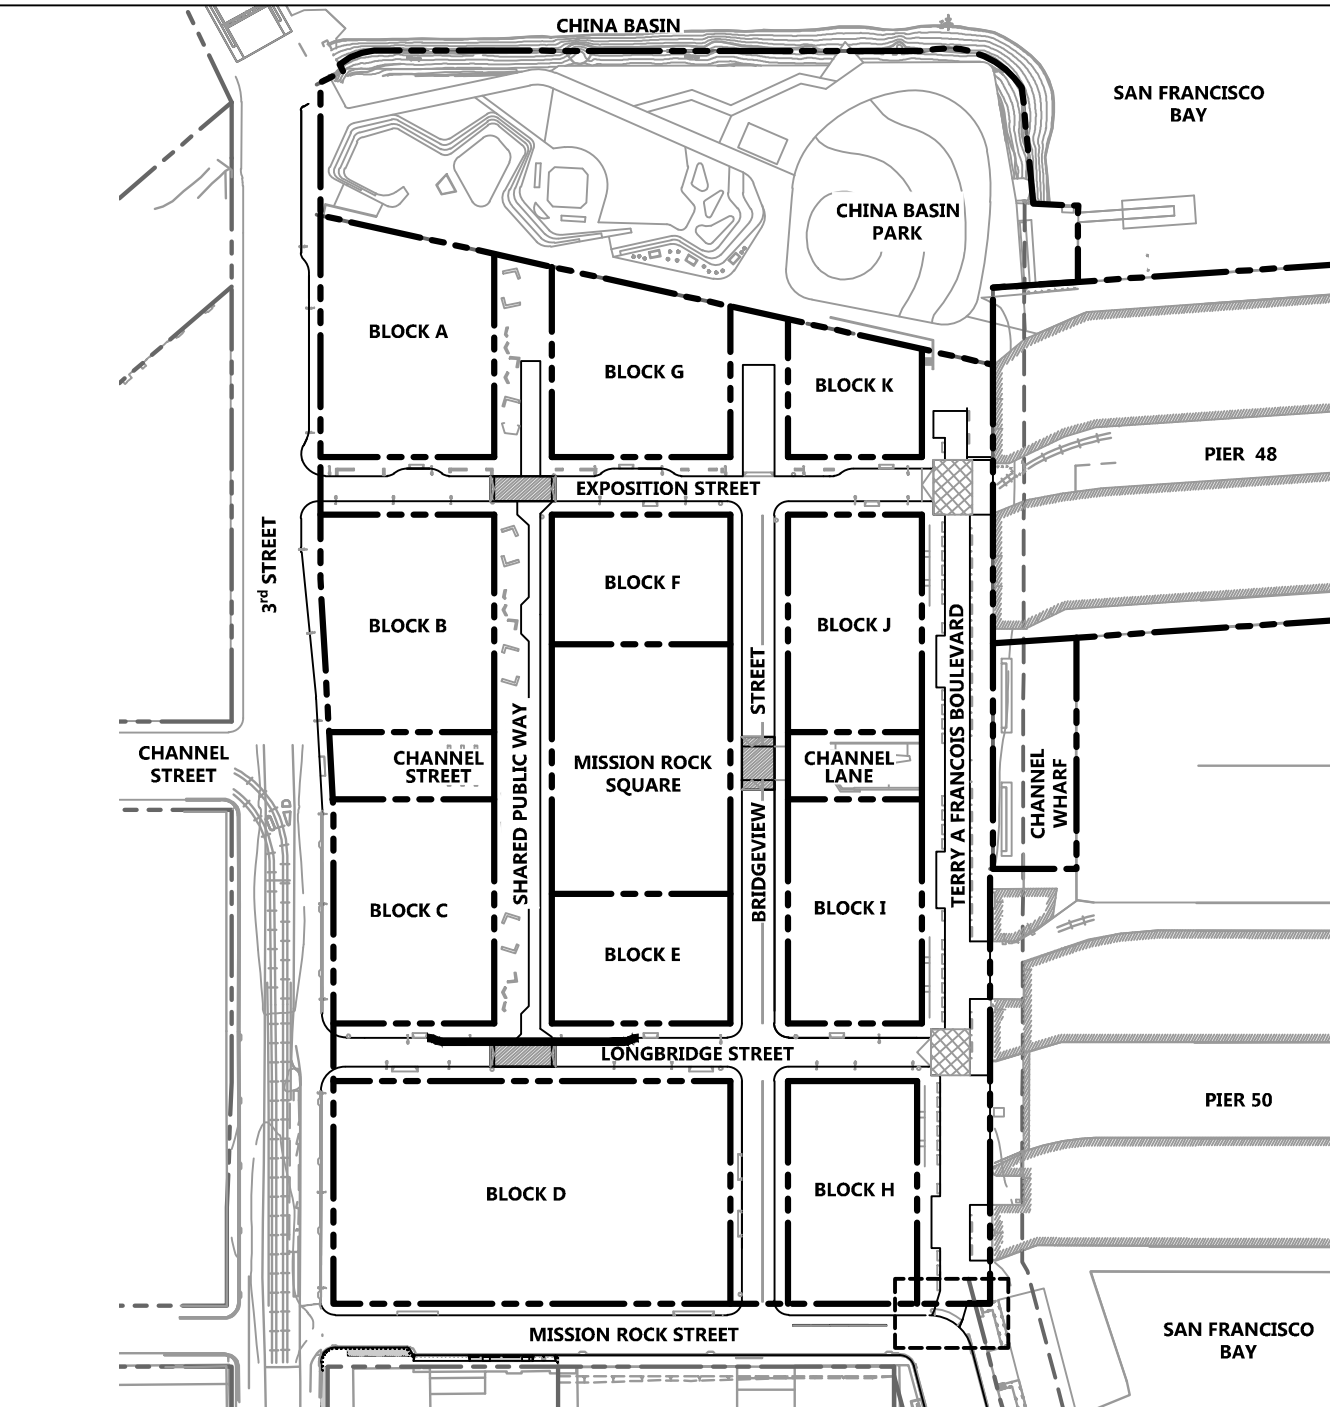 CHINA BASIN
SAN FRANCISCO
BAY
CHINA BASIN
PARK
BLOCK A
BLOCK G
BLOCK K
PIER 48
EXPOSITION STREET
3rd STREET
BLOCK F
BLOCK B
BLOCK J
SHARED PUBLIC WAY
BRIDGEVIEW STREET
TERRY A FRANCOIS BOULEVARD
CHANNEL
STREET
CHANNEL
STREET
MISSION ROCK
SQUARE
CHANNEL
LANE
CHANNEL
WHARF
BLOCK C
BLOCK I
BLOCK E
LONGBRIDGE STREET
PIER 50
BLOCK D
BLOCK H
MISSION ROCK STREET
SAN FRANCISCO
BAY